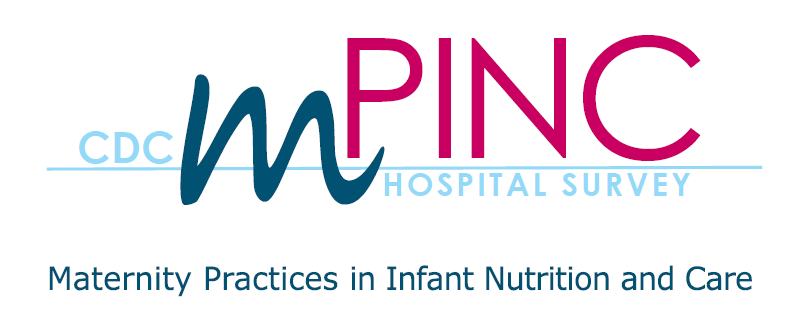 CDC mPINC
HOSPITAL SURVEY
Maternity Practices in Infant Nutrition and Care